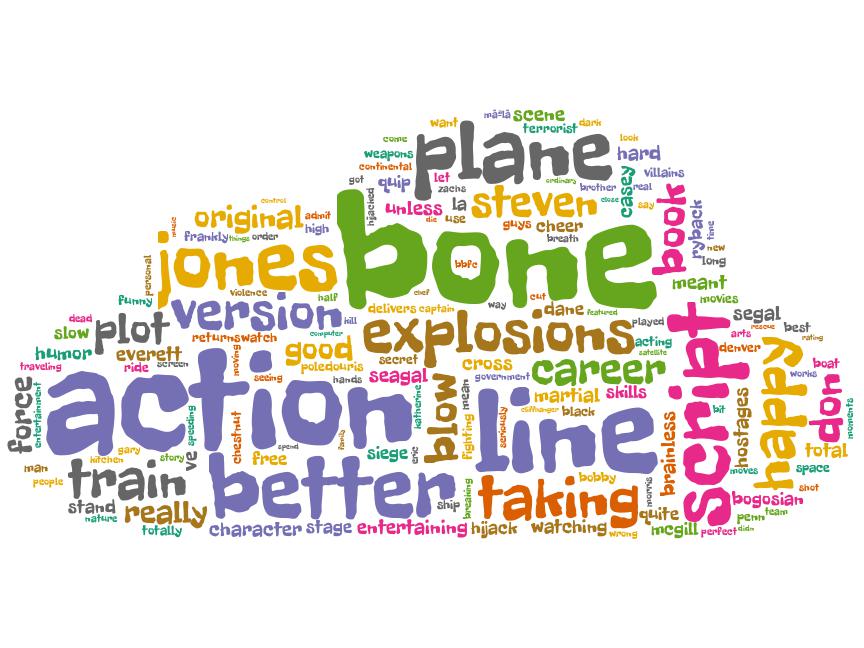 mãªlã scene
want terrorist dark
come plane look
weapons hard
continental
got quip let ordinary brother real villains
zachs casey
hijacked unless la steven close say book
control die use
original admit guys cheer ryback time
music high
frankly things order breath new
jones bone bbfc long
personal meant
violence chef movies
funny half way cut
version delivers captain dane featured
dead hill explosions played segal
slow plot computer script best
returns watch acting arts rescue
humor everett good secret satellite denver rating
traveling ride screen moving poledouris cross career happy boat
force seeing hands seagal government works don
entertainment action katherine blow mean martial skills
line cliffhanger black bit hostages moments
chestnut family fighting seriously brainless
speeding
gary story spend siege eric moves total
man kitchen ve free space
people train better bobby
breaking taking morris shot
stand ship bogosian
nature really quite penn team
totally character stage entertaining hijack watching wrong mcgill perfect didn